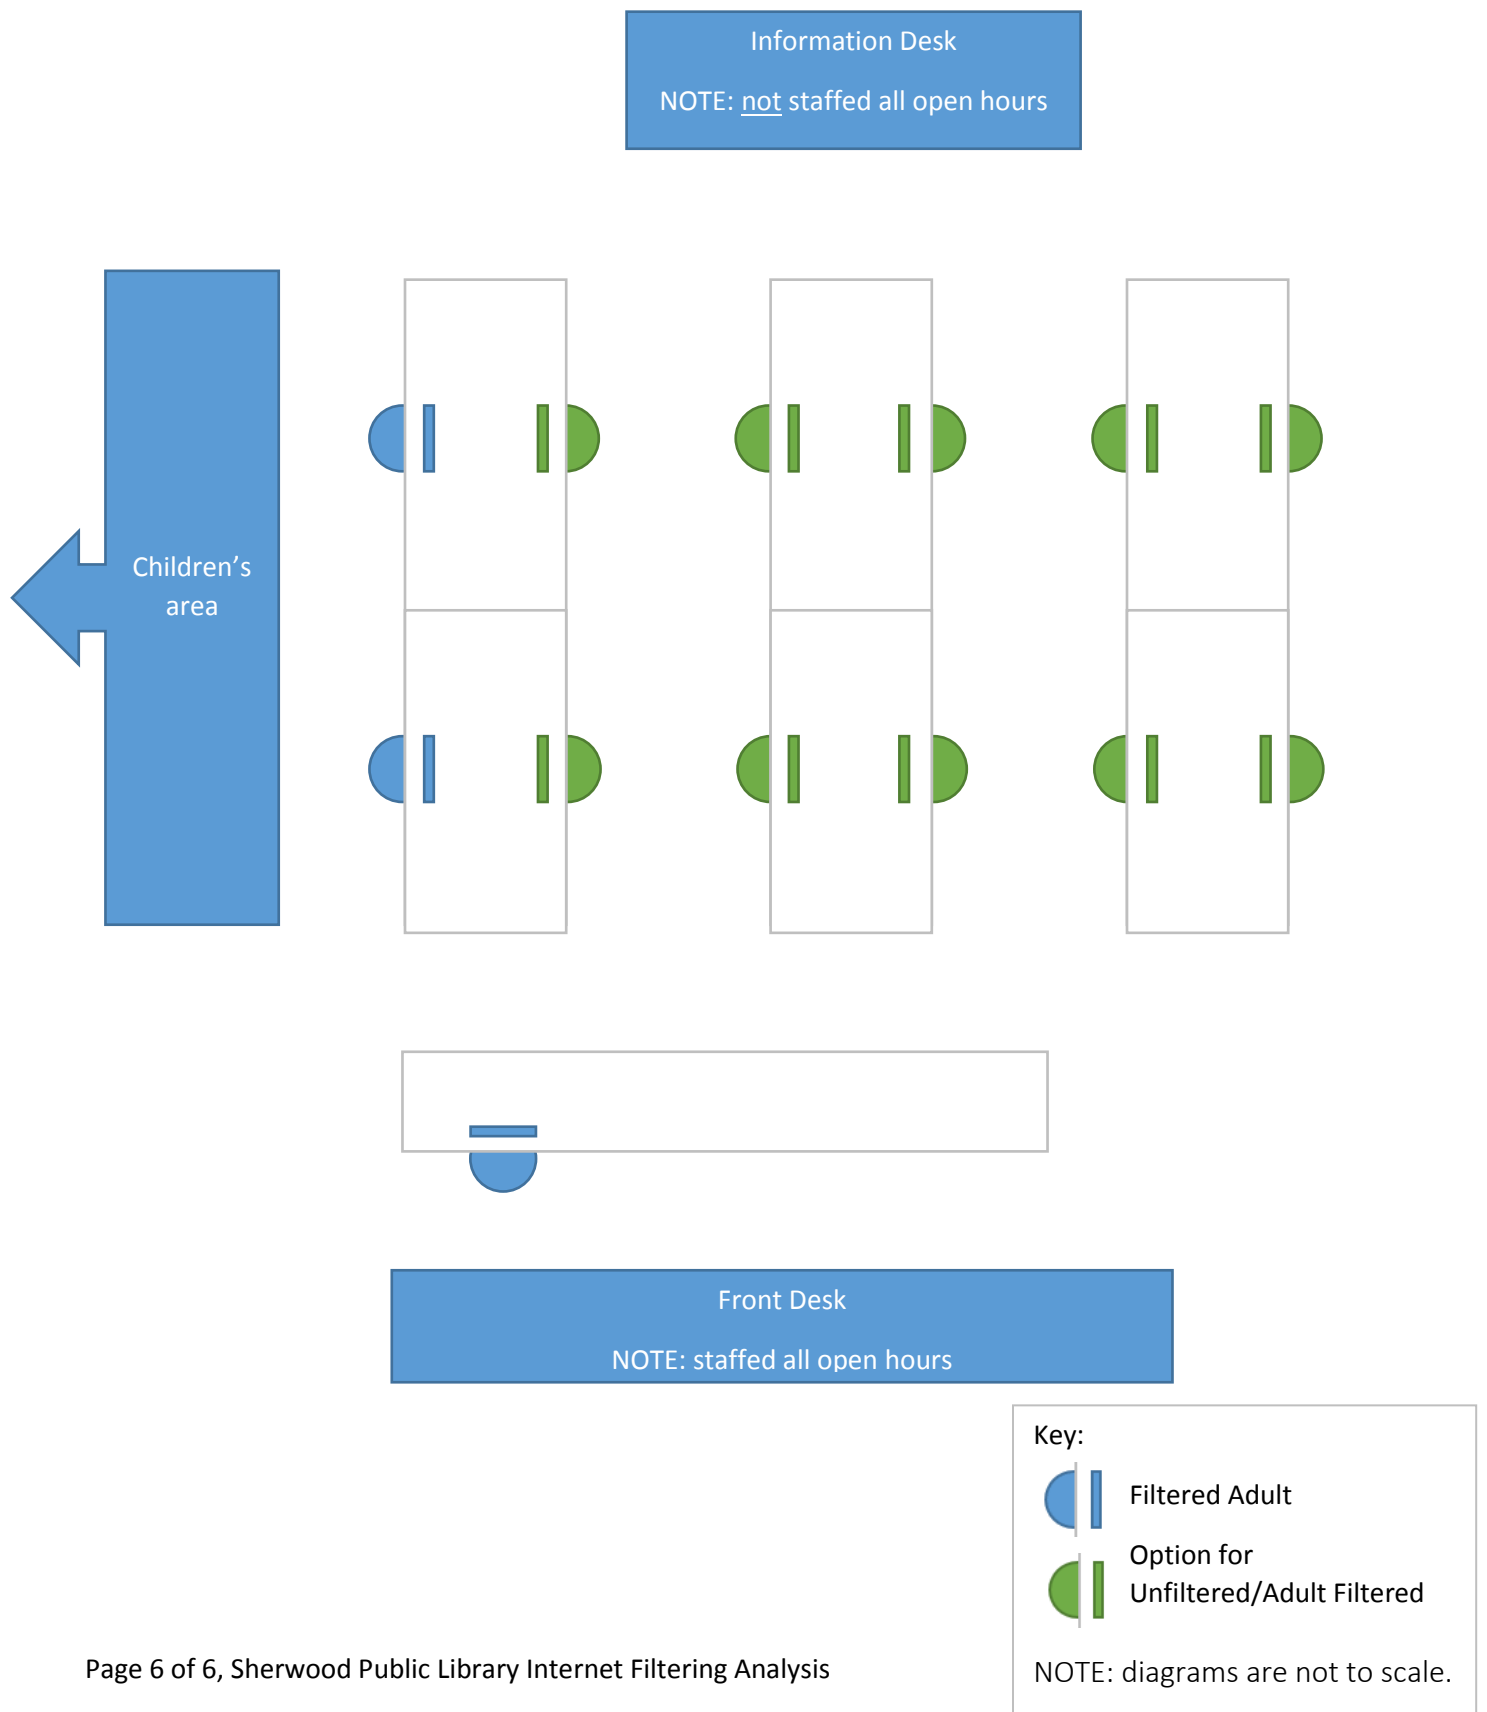 Information Desk
NOTE: not staffed all open hours
Children’s
area
Front Desk
NOTE: staffed all open hours
Key:
Filtered Adult
Option for
Unfiltered/Adult Filtered
NOTE: diagrams are not to scale.
Page 6 of 6, Sherwood Public Library Internet Filtering Analysis